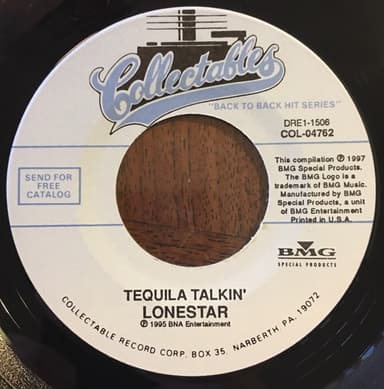 Collectables
"BACK TO BACK HIT SERIES"
DRE1-1506
COL-04762
SEND FOR
FREE
CATALOG
This compilation ℗ 1997
BMG Special Products.
The BMG Logo is a
trademark of BMG Music.
Manufactured by BMG
Special Products, a unit
of BMG Entertainment
Printed in U.S.A.
BMG
SPECIAL PRODUCTS
TEQUILA TALKIN'
LONESTAR
℗ 1995 BNA Entertainment
COLLECTABLE RECORD CORP. BOX 35, NARBERTH PA. 19072